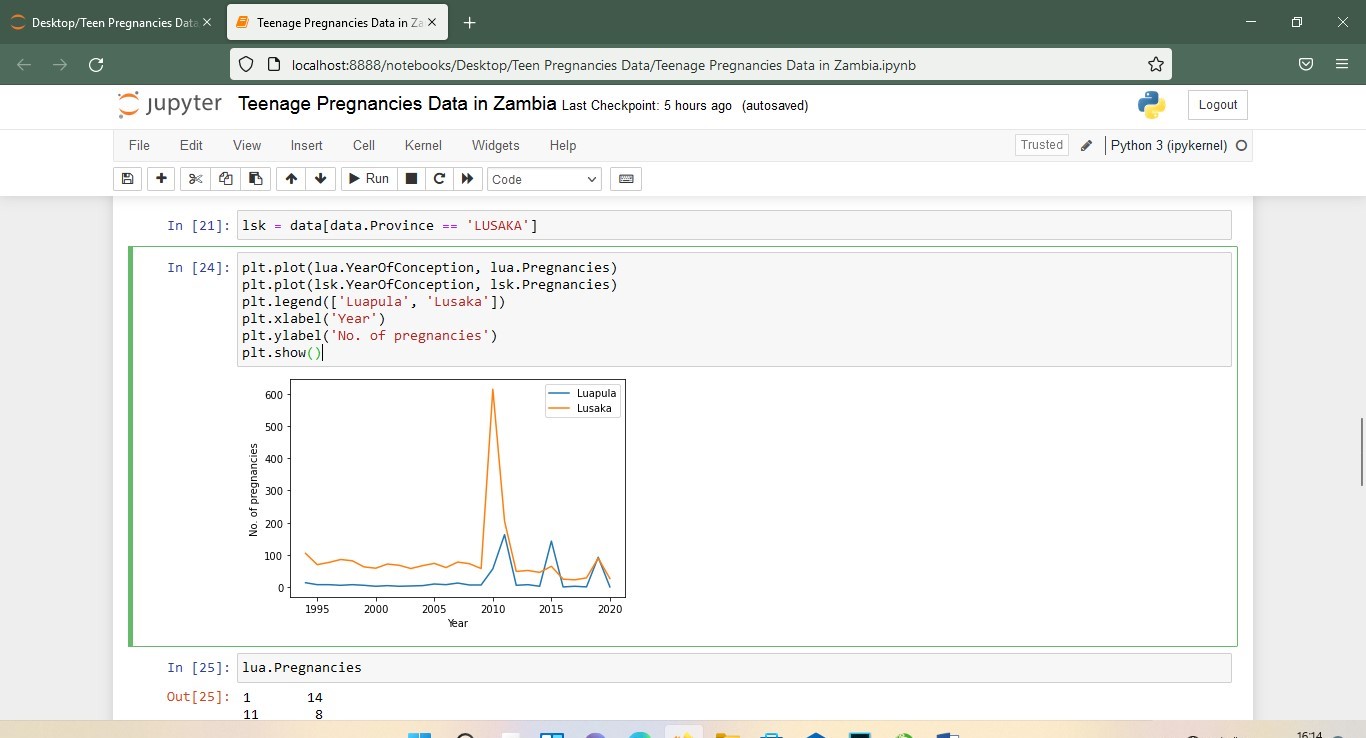 Desktop/Teen Pregnancies Data
Teenage Pregnancies Data in Za
localhost:8888/notebooks/Desktop/Teen Pregnancies Data/Teenage Pregnancies Data in Zambia.ipynb
jupyter Teenage Pregnancies Data in Zambia Last Checkpoint: 5 hours ago (autosaved)
Logout
File Edit View Insert Cell Kernel Widgets Help
Trusted
Python 3 (ipykernel)
Run
Code
In [21]: lsk = data[data.Province == 'LUSAKA']
In [24]: plt.plot(lua.YearOfConception, lua.Pregnancies)
plt.plot(lsk.YearOfConception, lsk.Pregnancies)
plt.legend(['Luapula', 'Lusaka'])
plt.xlabel('Year')
plt.ylabel('No. of pregnancies')
plt.show()
Luapula
Lusaka
No. of pregnancies
600
500
400
300
200
100
0
1995 2000 2005 2010 2015 2020
Year
In [25]: lua.Pregnancies
Out[25]: 1 14
11 8
16:14